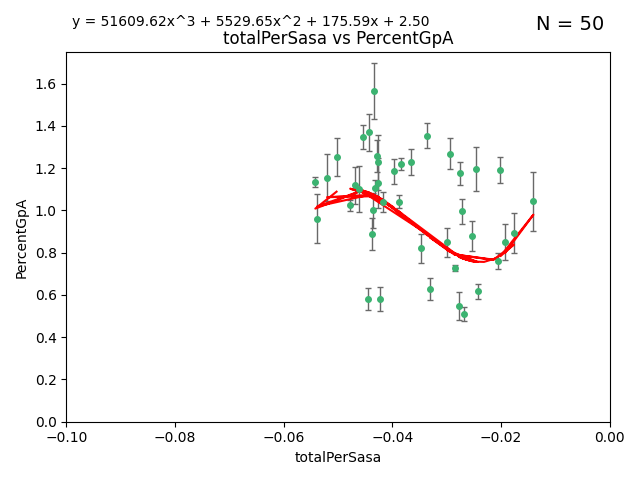 y = 51609.62x^3 + 5529.65x^2 + 175.59x + 2.50
N = 50
totalPerSasa vs PercentGpA
PercentGpA
1.6
1.4
1.2
1.0
0.8
0.6
0.4
0.2
0.0
−0.10 −0.08 −0.06 −0.04 −0.02 0.00
totalPerSasa